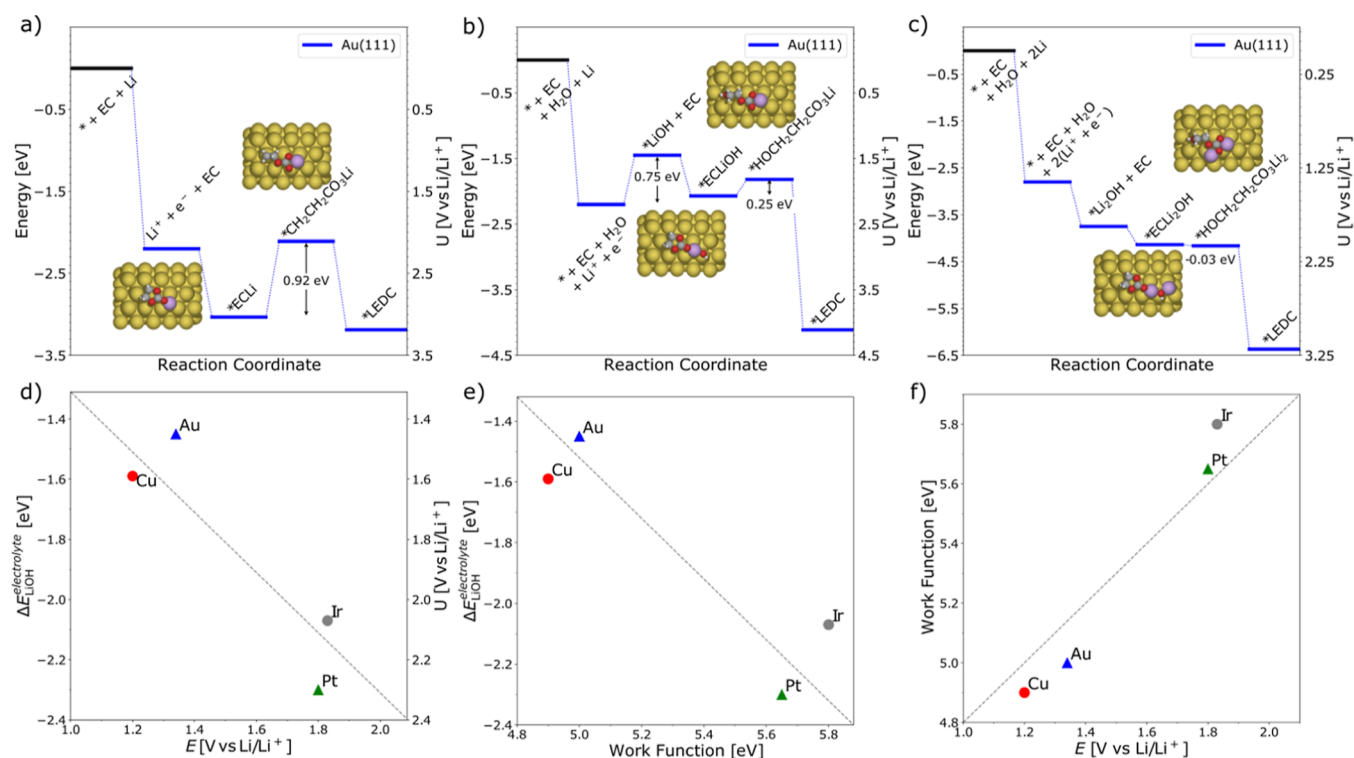 a)
Au(111)
0.0
−0.5
−1.5
−2.5
−3.5
Energy [eV]
* + EC + Li
Li⁺ + e⁻ + EC
*ECLi
*CH₂CH₂CO₃Li
0.92 eV
*LEDC
0.5
1.5
2.5
3.5
U [V vs Li/Li⁺]
Reaction Coordinate
b)
Au(111)
−0.5
−1.5
−2.5
−3.5
−4.5
Energy [eV]
* + EC
+ H₂O + Li
* + EC + H₂O
+ Li⁺ + e⁻
*LiOH + EC
0.75 eV
*ECLiOH
*HOCH₂CH₂CO₃Li
0.25 eV
*LEDC
0.5
1.5
2.5
3.5
4.5
U [V vs Li/Li⁺]
Reaction Coordinate
c)
Au(111)
−0.5
−1.5
−2.5
−3.5
−4.5
−5.5
−6.5
Energy [eV]
* + EC
+ H₂O + 2Li
* + EC + H₂O
+ 2(Li⁺ + e⁻)
*Li₂OH + EC
*ECLi₂OH
*HOCH₂CH₂CO₃Li₂
-0.03 eV
*LEDC
0.25
1.25
2.25
3.25
U [V vs Li/Li⁺]
Reaction Coordinate
d)
−1.4
−1.6
−1.8
−2.0
−2.2
−2.4
ΔE_LiOH^electrolyte [eV]
Au
Cu
Ir
Pt
1.4
1.6
1.8
2.0
2.2
2.4
U [V vs Li/Li⁺]
1.0 1.2 1.4 1.6 1.8 2.0
E [V vs Li/Li⁺]
e)
−1.4
−1.6
−1.8
−2.0
−2.2
−2.4
ΔE_LiOH^electrolyte [eV]
Au
Cu
Ir
Pt
4.8 5.0 5.2 5.4 5.6 5.8
Work Function [eV]
f)
5.8
5.6
5.4
5.2
5.0
4.8
Work Function [eV]
Ir
Pt
Au
Cu
1.0 1.2 1.4 1.6 1.8 2.0
E [V vs Li/Li⁺]